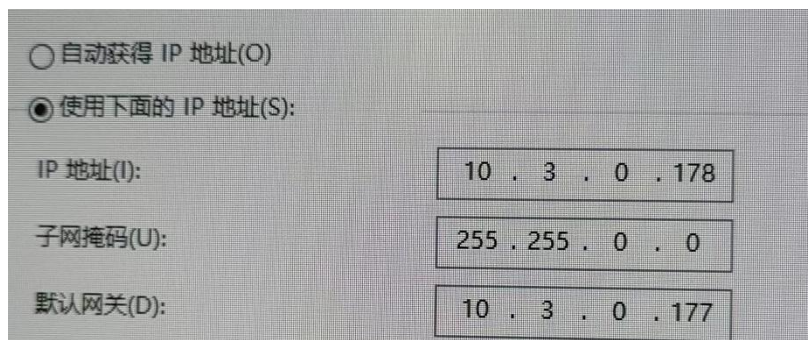 自动获得 IP 地址(O)
使用下面的 IP 地址(S):
IP 地址(I): 10 . 3 . 0 . 178
子网掩码(U): 255 . 255 . 0 . 0
默认网关(D): 10 . 3 . 0 . 177